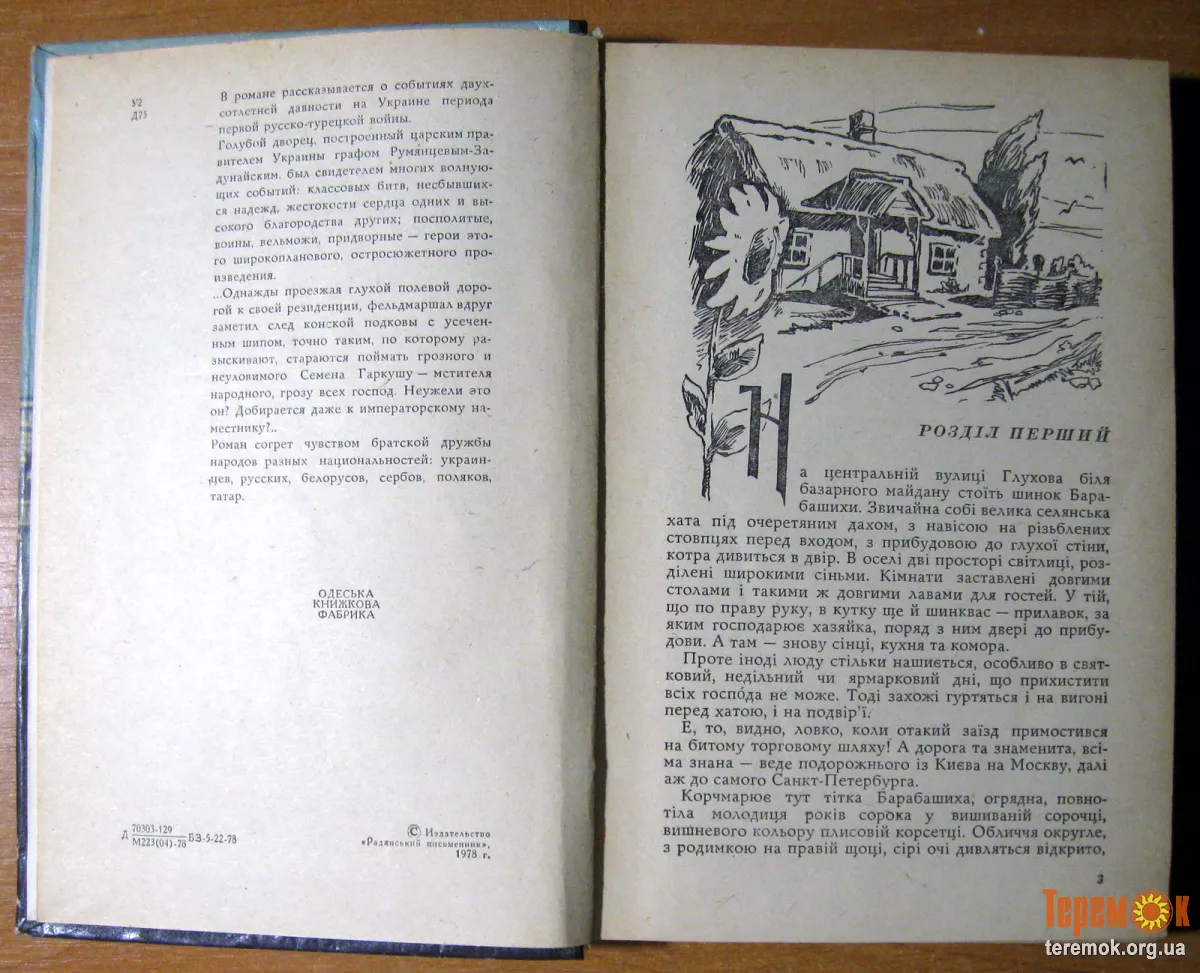 У2
Д75
В романе рассказывается о событиях двух-
сотлетней давности на Украине периода
первой русско-турецкой войны.
Голубой дворец, построенный царским пра-
вителем Украины графом Румянцевым-За-
дунайским, был свидетелем многих волную-
щих событий: классовых битв, несбывших-
ся надежд, жестокости сердца одних и вы-
сокого благородства других; посполитые,
воины, вельможи, придворные — герои это-
го широкопланового, остросюжетного про-
изведения.
...Однажды проезжая глухой полевой доро-
гой к своей резиденции, фельдмаршал вдруг
заметил след конской подковы с усечен-
ным шипом, точно таким, по которому ра-
зыскивают, стараются поймать грозного и
неуловимого Семена Гаркушу — мстителя
народного, грозу всех господ. Неужели это
он? Добирается даже к императорскому на-
местнику?..
Роман согрет чувством братской дружбы
народов разных национальностей: украин-
цев, русских, белорусов, сербов, поляков,
татар.
ОДЕСЬКА
КНИЖКОВА
ФАБРИКА
Д 70303-129
М223(04)-78 БЗ-5-22-78
© Издательство
«Радянський письменник»,
1978 г.
РОЗДІЛ ПЕРШИЙ
На центральній вулиці Глухова біля
базарного майдану стоїть шинок Бара-
башихи. Звичайна собі велика селянська
хата під очеретяним дахом, з навісою на різьблених
стовпцях перед входом, з прибудовою до глухої стіни,
котра дивиться в двір. В оселі дві просторі світлиці, роз-
ділені широкими сіньми. Кімнати заставлені довгими
столами і такими ж довгими лавами для гостей. У тій,
що по праву руку, в кутку ще й шинквас — прилавок, за
яким господарює хазяйка, поряд з ним двері до прибу-
дови. А там — знову сінці, кухня та комора.
Проте іноді люду стільки нашиється, особливо в свят-
ковий, недільний чи ярмарковий дні, що прихистити
всіх господа не може. Тоді захожі гуртяться і на вигоні
перед хатою, і на подвір’ї.
Е, то, видно, ловко, коли отакий заїзд примостився
на битому торговому шляху! А дорога та знаменита, всі-
ма знана — веде подорожнього із Києва на Москву, далі
аж до самого Санкт-Петербурга.
Корчмарює тут тітка Барабашиха, огрядна, повно-
тіла молодиця років сорока у вишиваній сорочці,
вишневого кольору плисовій корсетці. Обличчя округле,
з родимкою на правій щоці, сірі очі дивляться відкрито,
3
Теремок
teremok.org.ua